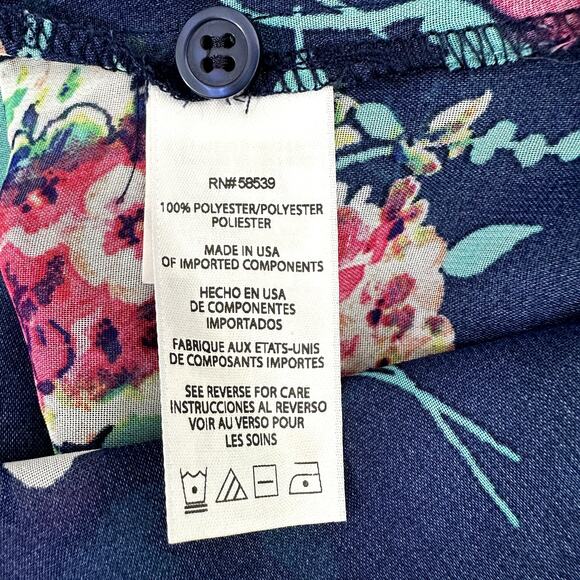 RN# 58539
100% POLYESTER/POLYESTER
POLIESTER
MADE IN USA
OF IMPORTED COMPONENTS
HECHO EN USA
DE COMPONENTES
IMPORTADOS
FABRIQUE AUX ETATS-UNIS
DE COMPOSANTS IMPORTES
SEE REVERSE FOR CARE
INSTRUCCIONES AL REVERSO
VOIR AU VERSO POUR
LES SOINS